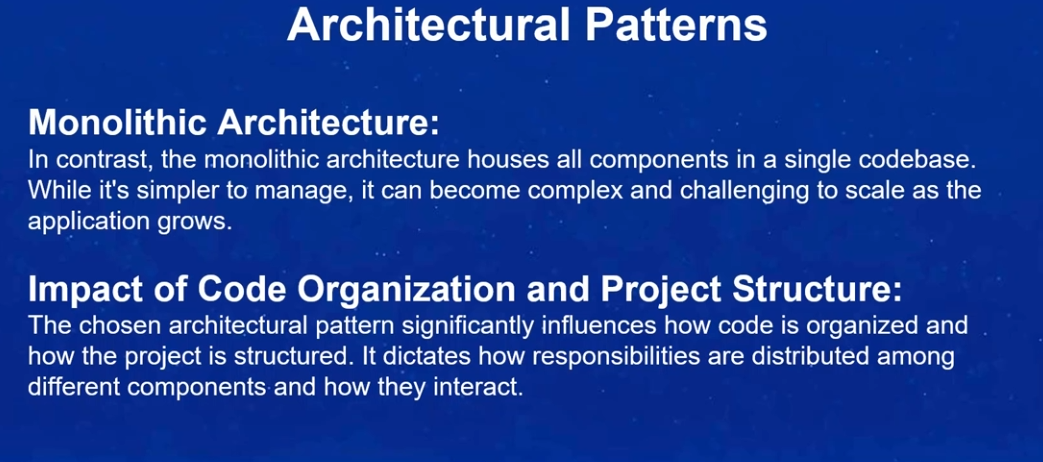 Architectural Patterns
Monolithic Architecture:
In contrast, the monolithic architecture houses all components in a single codebase.
While it's simpler to manage, it can become complex and challenging to scale as the
application grows.
Impact of Code Organization and Project Structure:
The chosen architectural pattern significantly influences how code is organized and
how the project is structured. It dictates how responsibilities are distributed among
different components and how they interact.